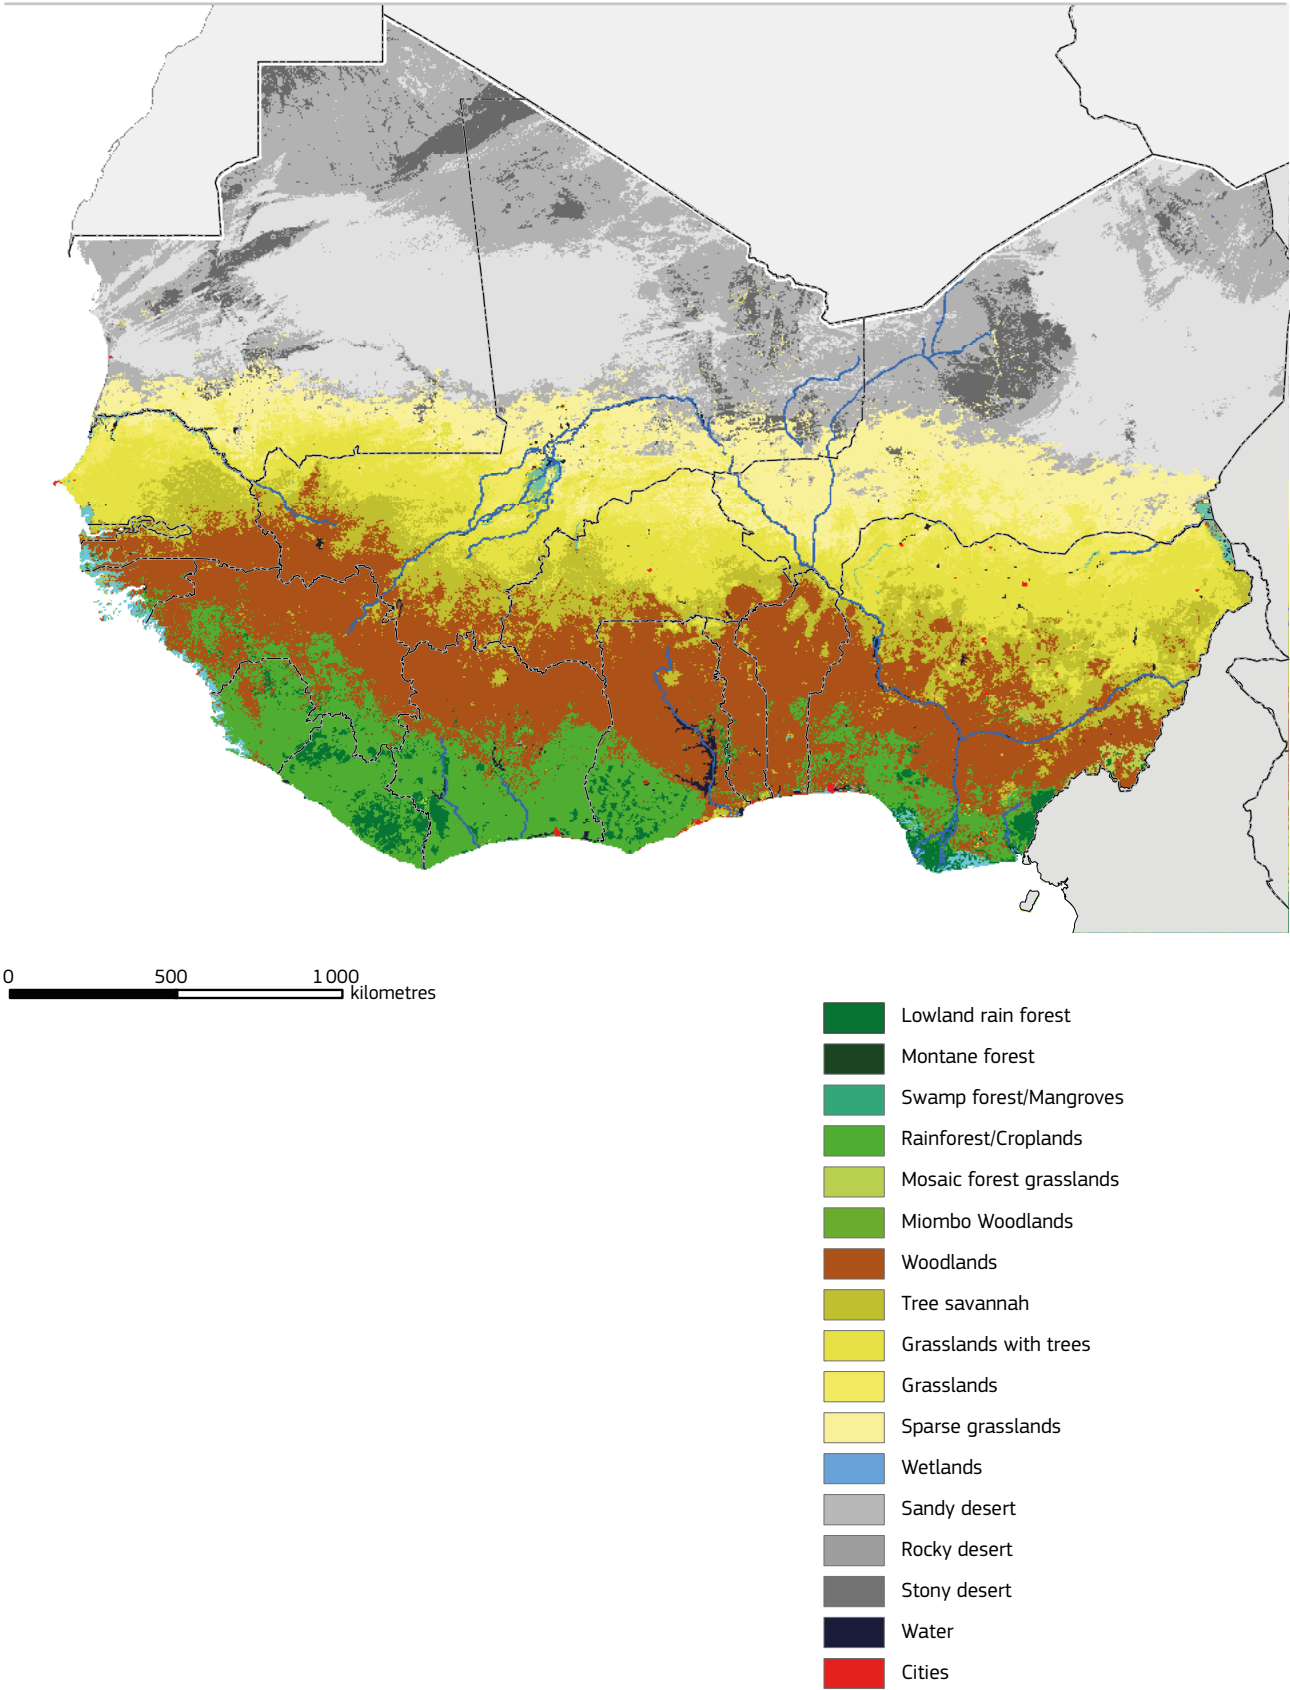 0 500 1 000
kilometres
Lowland rain forest
Montane forest
Swamp forest/Mangroves
Rainforest/Croplands
Mosaic forest grasslands
Miombo Woodlands
Woodlands
Tree savannah
Grasslands with trees
Grasslands
Sparse grasslands
Wetlands
Sandy desert
Rocky desert
Stony desert
Water
Cities